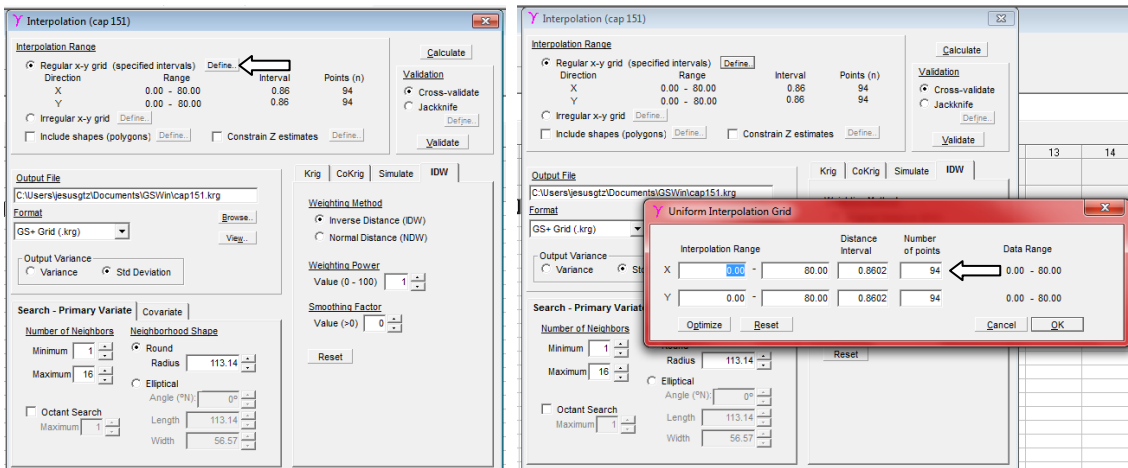 Interpolation (cap 151)
Interpolation Range
Regular x-y grid (specified intervals) Define..
Direction Range Interval Points (n)
X 0.00 - 80.00 0.86 94
Y 0.00 - 80.00 0.86 94
Irregular x-y grid Define..
Include shapes (polygons) Define.. Constrain Z estimates Define..
Calculate
Validation
Cross-validate
Jackknife
Define..
Validate
Output File
C:\Users\jesusgtz\Documents\GSWin\cap151.krg
Format Browse..
GS+ Grid (.krg) View..
Output Variance
Variance Std Deviation
Search - Primary Variate Covariate
Number of Neighbors Neighborhood Shape
Minimum 1 Round
Radius 113.14
Maximum 16
Elliptical
Angle (ºN): 0º
Octant Search
Maximum 1
Length 113.14
Width 56.57
Krig CoKrig Simulate IDW
Weighting Method
Inverse Distance (IDW)
Normal Distance (NDW)
Weighting Power
Value (0 - 100) 1
Smoothing Factor
Value (>0) 0
Reset
Interpolation (cap 151)
Interpolation Range
Regular x-y grid (specified intervals) Define..
Direction Range Interval Points (n)
X 0.00 - 80.00 0.86 94
Y 0.00 - 80.00 0.86 94
Irregular x-y grid Define..
Include shapes (polygons) Define.. Constrain Z estimates Define..
Calculate
Validation
Cross-validate
Jackknife
Define..
Validate
13 14
Output File
C:\Users\jesusgtz\Documents\GSWin\cap151.krg
Format
GS+ Grid (.krg)
Output Variance
Variance
Krig CoKrig Simulate IDW
Uniform Interpolation Grid
Interpolation Range Distance Interval Number of points Data Range
X 0.00 - 80.00 0.8602 94 0.00 - 80.00
Y 0.00 - 80.00 0.8602 94 0.00 - 80.00
Optimize Reset Cancel OK
Search - Primary Variate
Number of Neighbors
Minimum 1
Radius 113.14
Maximum 16
Elliptical
Angle (ºN): 0º
Octant Search
Maximum 1
Length 113.14
Width 56.57
Reset